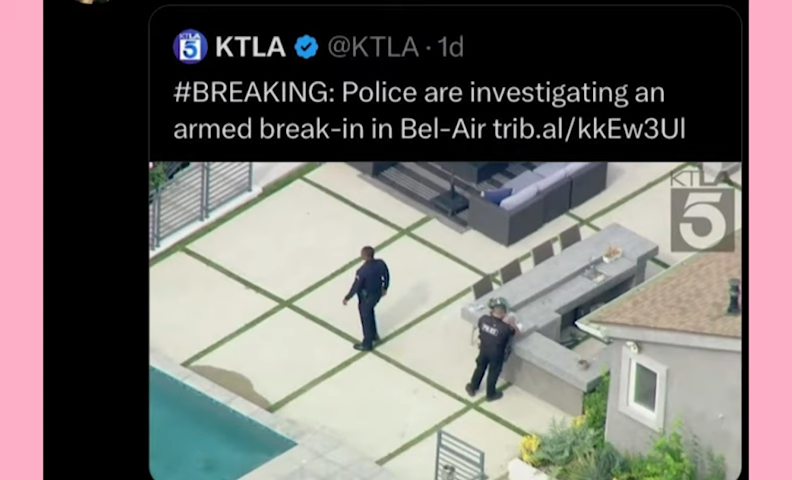 5 KTLA @KTLA · 1d
#BREAKING: Police are investigating an
armed break-in in Bel-Air trib.al/kkEw3Ul
KTLA
5
POLICE